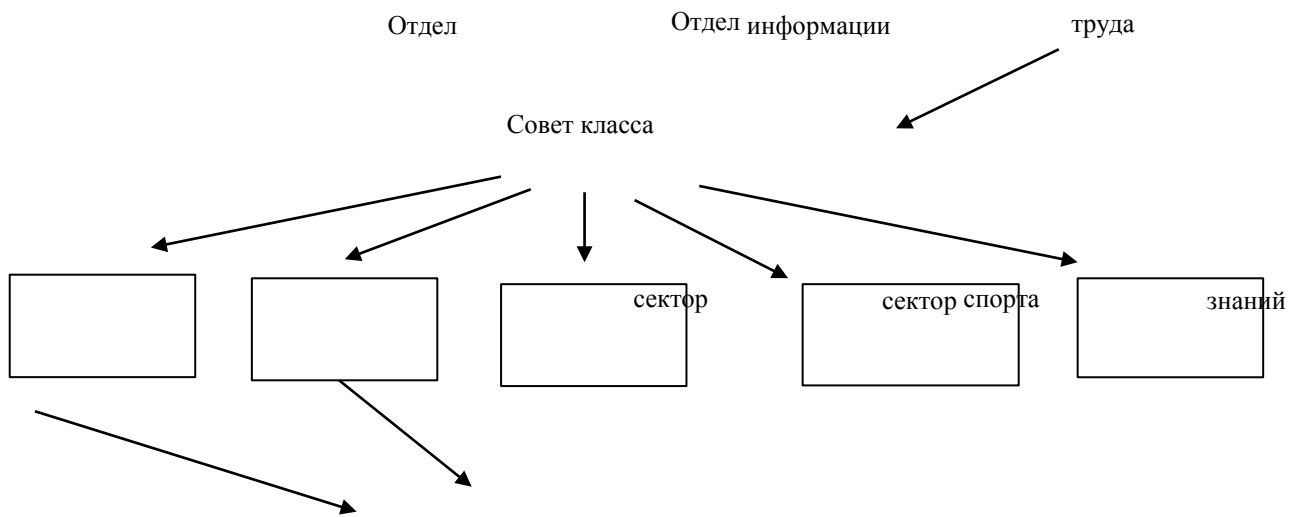 Отдел Отдел информации труда
Совет класса
сектор сектор спорта знаний